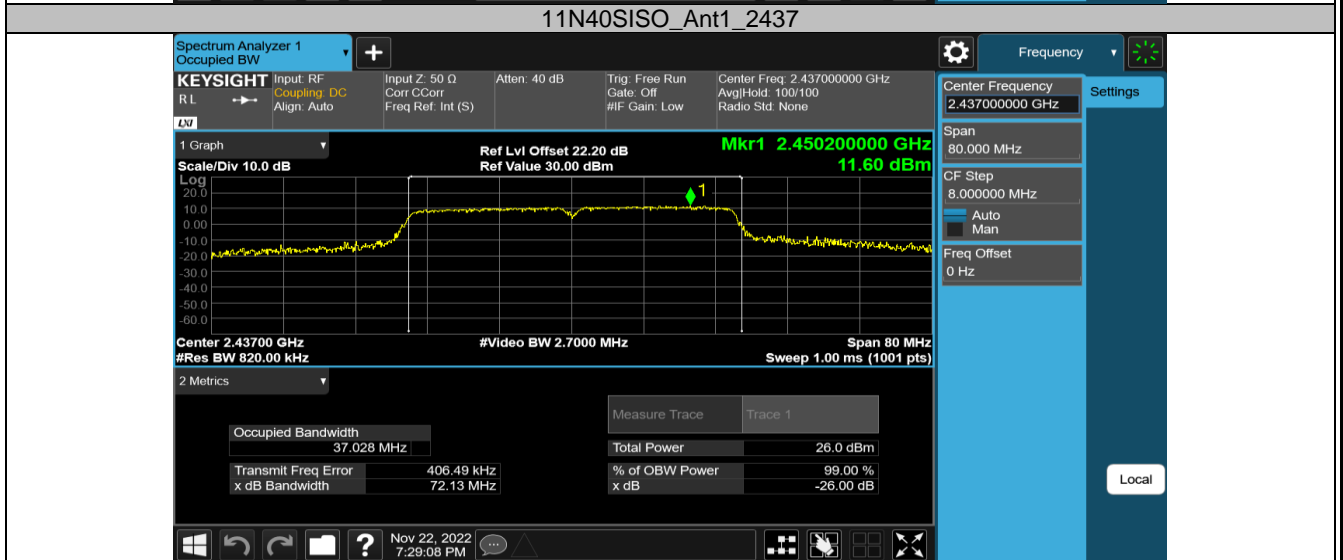 11N40SISO_Ant1_2437
Spectrum Analyzer 1
Occupied BW
+
Frequency
KEYSIGHT
RL
LXI
Input: RF
Coupling: DC
Align: Auto
Input Z: 50 Ω
Corr CCorr
Freq Ref: Int (S)
Atten: 40 dB
Trig: Free Run
Gate: Off
#IF Gain: Low
Center Freq: 2.437000000 GHz
Avg|Hold: 100/100
Radio Std: None
Center Frequency
2.437000000 GHz
Settings
Span
80.000 MHz
CF Step
8.000000 MHz
Auto
Man
Freq Offset
0 Hz
1 Graph
Scale/Div 10.0 dB
Ref Lvl Offset 22.20 dB
Ref Value 30.00 dBm
Mkr1 2.450200000 GHz
11.60 dBm
Log
20.0
10.0
0.00
-10.0
-20.0
-30.0
-40.0
-50.0
-60.0
1
Center 2.43700 GHz
#Video BW 2.7000 MHz
Span 80 MHz
#Res BW 820.00 kHz
Sweep 1.00 ms (1001 pts)
2 Metrics
Measure Trace
Trace 1
Occupied Bandwidth
37.028 MHz
Total Power
26.0 dBm
Transmit Freq Error
406.49 kHz
% of OBW Power
99.00 %
x dB Bandwidth
72.13 MHz
x dB
-26.00 dB
Local
?
Nov 22, 2022
7:29:08 PM